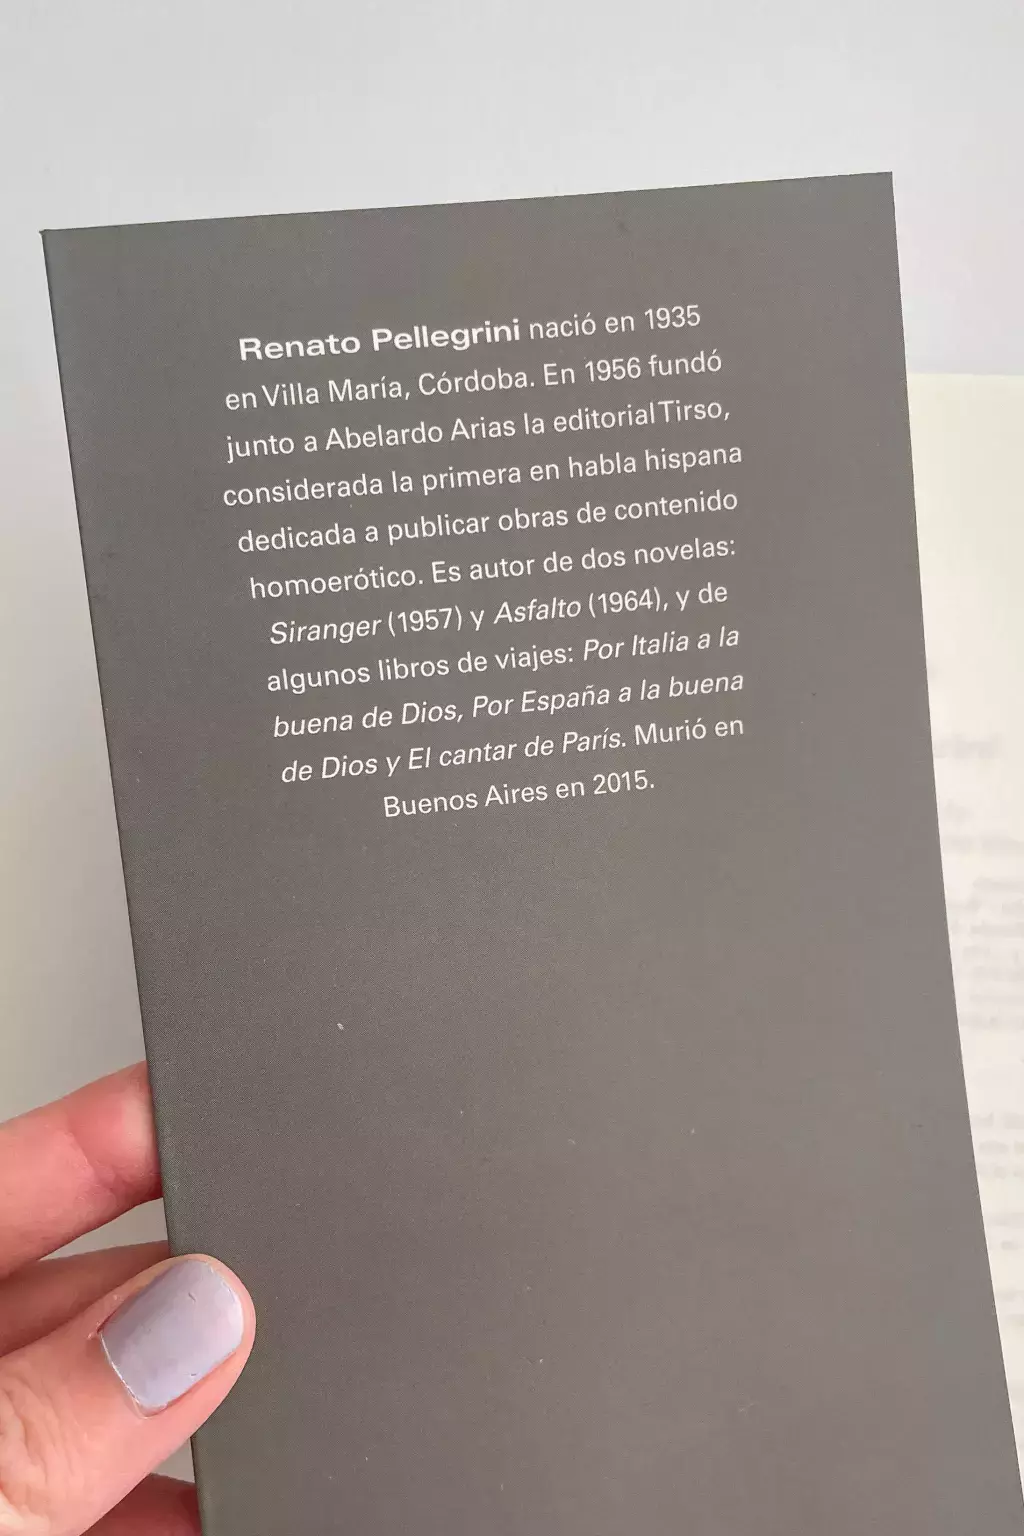 Renato Pellegrini nació en 1935
en Villa María, Córdoba. En 1956 fundó
junto a Abelardo Arias la editorial Tirso,
considerada la primera en habla hispana
dedicada a publicar obras de contenido
homoerótico. Es autor de dos novelas:
Siranger (1957) y Asfalto (1964), y de
algunos libros de viajes: Por Italia a la
buena de Dios, Por España a la buena
de Dios y El cantar de París. Murió en
Buenos Aires en 2015.